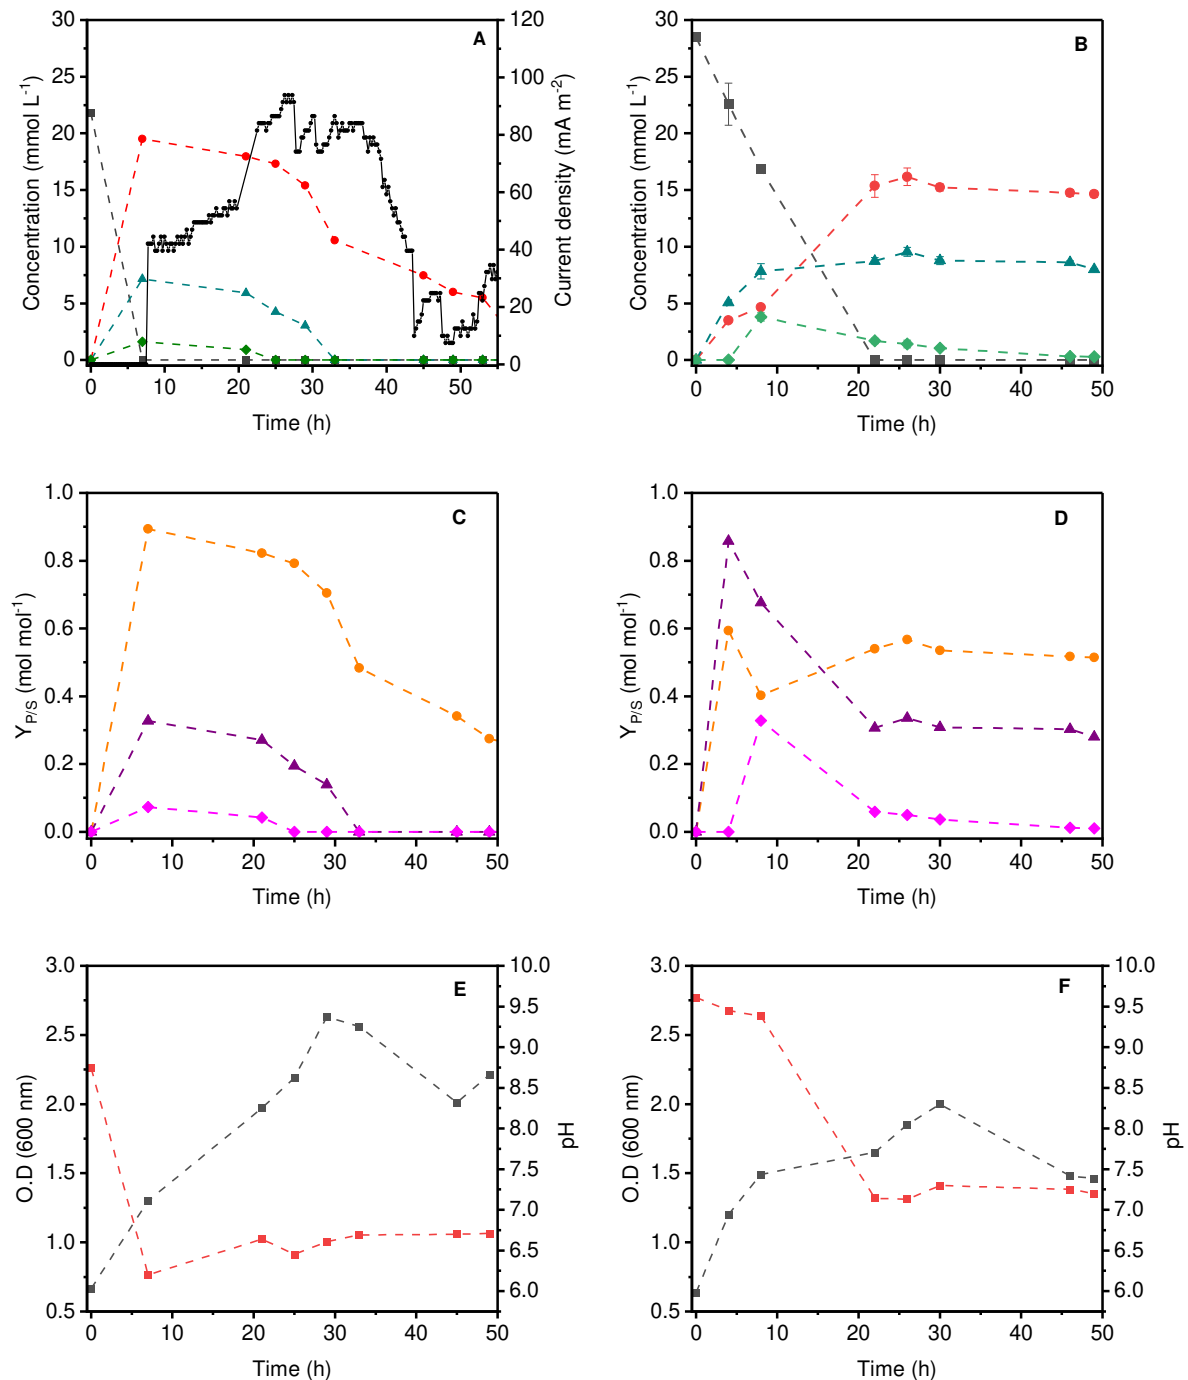 A
Concentration (mmol L-1)
30
25
20
15
10
5
0
120
100
80
60
40
20
0
Current density (mA m-2)
0 10 20 30 40 50
Time (h)
B
Concentration (mmol L-1)
30
25
20
15
10
5
0
0 10 20 30 40 50
Time (h)
C
YP/S (mol mol-1)
1.0
0.8
0.6
0.4
0.2
0.0
0 10 20 30 40 50
Time (h)
D
YP/S (mol mol-1)
1.0
0.8
0.6
0.4
0.2
0.0
0 10 20 30 40 50
Time (h)
E
O.D (600 nm)
3.0
2.5
2.0
1.5
1.0
0.5
10.0
9.5
9.0
8.5
8.0
7.5
7.0
6.5
6.0
pH
0 10 20 30 40 50
Time (h)
F
O.D (600 nm)
3.0
2.5
2.0
1.5
1.0
0.5
10.0
9.5
9.0
8.5
8.0
7.5
7.0
6.5
6.0
pH
0 10 20 30 40 50
Time (h)